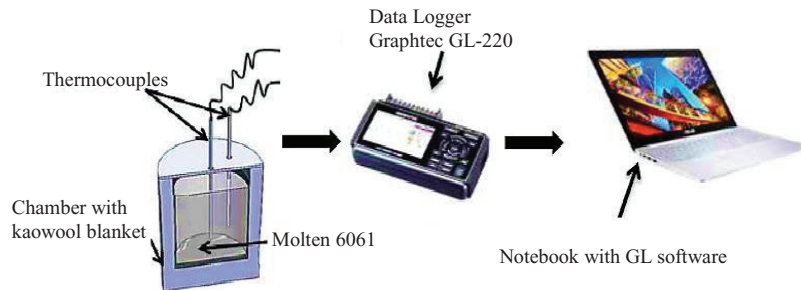 Data Logger
Graphtec GL-220
Thermocouples
Chamber with
kaowool blanket
Molten 6061
Notebook with GL software